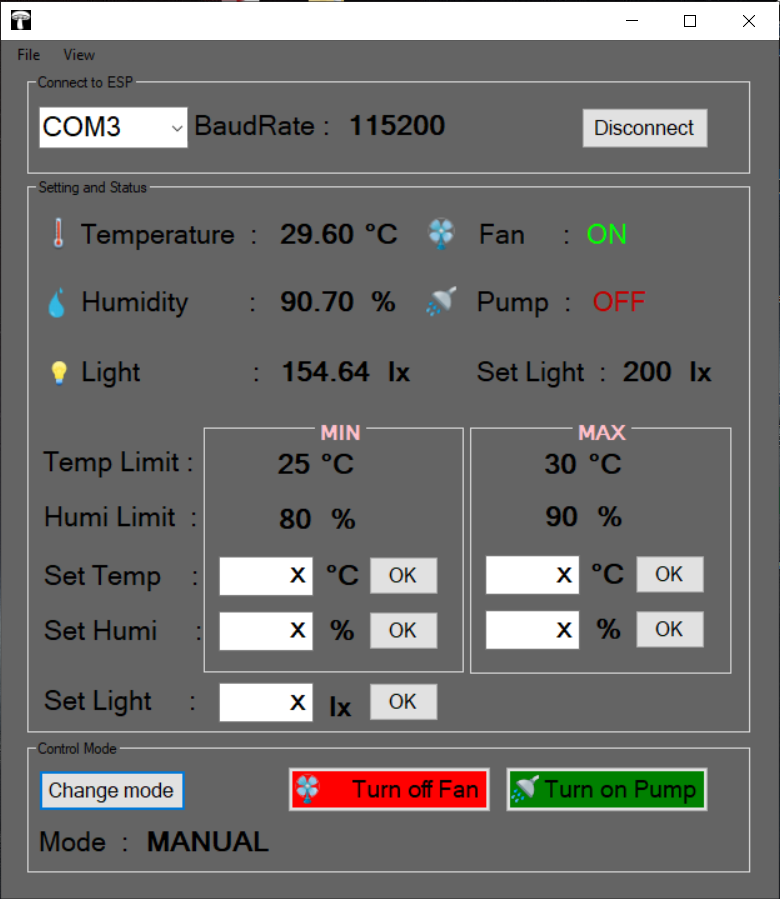 File View
Connect to ESP
COM3 BaudRate : 115200 Disconnect
Setting and Status
Temperature : 29.60 °C Fan : ON
Humidity : 90.70 % Pump : OFF
Light : 154.64 lx Set Light : 200 lx
MIN MAX
Temp Limit : 25 °C 30 °C
Humi Limit : 80 % 90 %
Set Temp : X °C OK X °C OK
Set Humi : X % OK X % OK
Set Light : X lx OK
Control Mode
Change mode Turn off Fan Turn on Pump
Mode : MANUAL